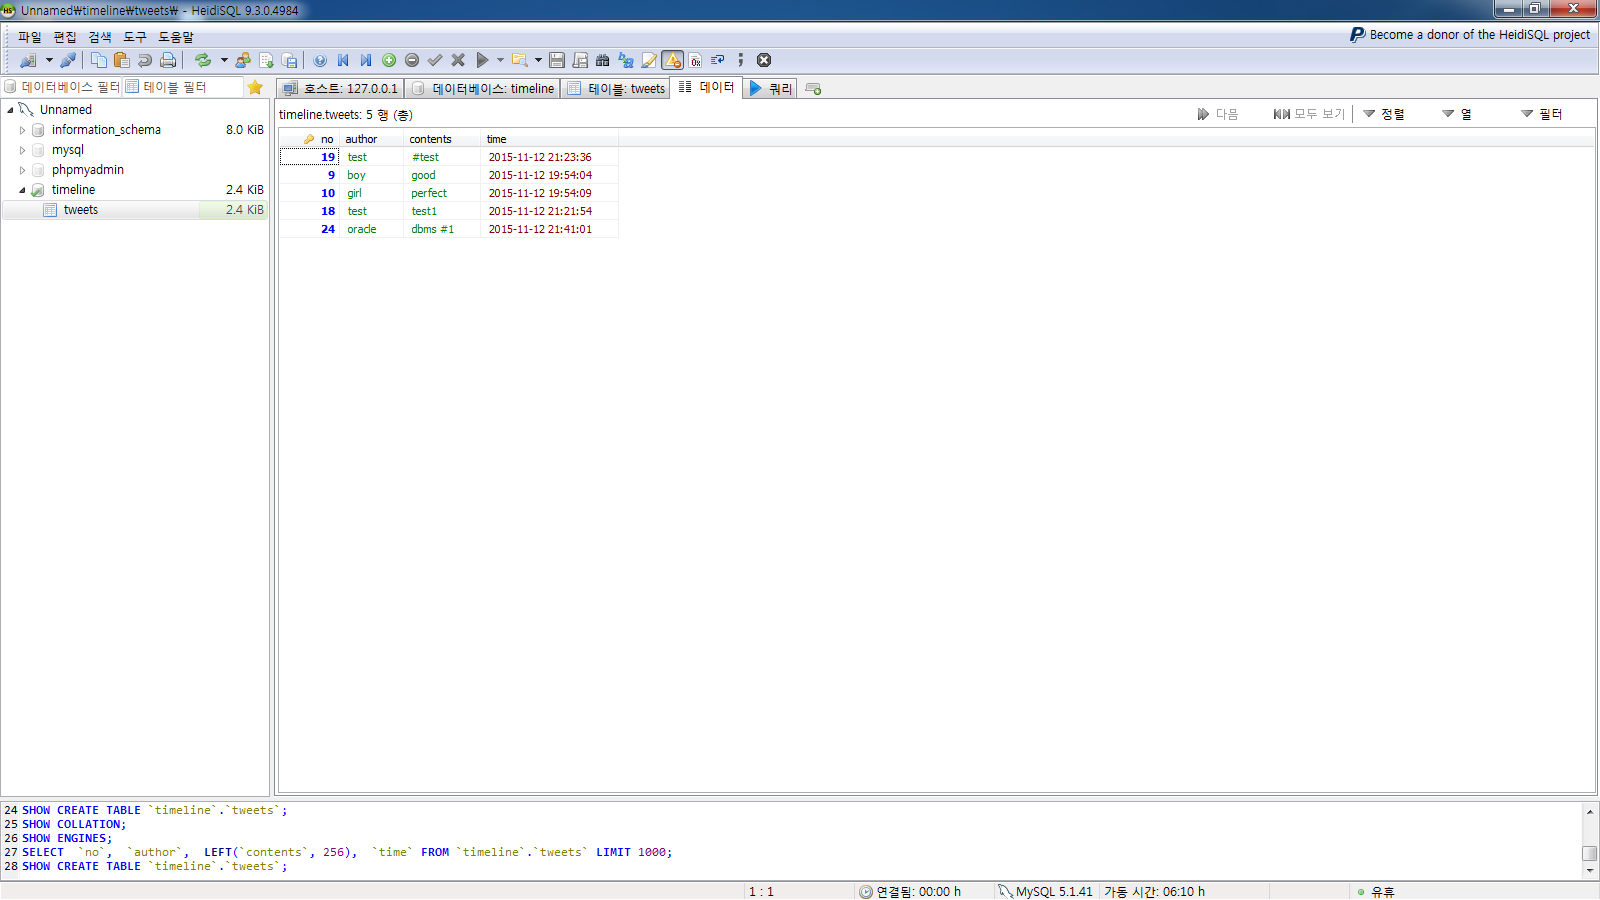 Unnamed₩timeline₩tweets₩ - HeidiSQL 9.3.0.4984
파일 편집 검색 도구 도움말
Become a donor of the HeidiSQL project
데이터베이스 필터 테이블 필터
호스트: 127.0.0.1 데이터베이스: timeline 테이블: tweets 데이터 쿼리
Unnamed
information_schema 8.0 KiB
mysql
phpmyadmin
timeline 2.4 KiB
tweets 2.4 KiB
timeline.tweets: 5 행 (총) 다음 모두 보기 정렬 열 필터
no author contents time
19 test #test 2015-11-12 21:23:36
9 boy good 2015-11-12 19:54:04
10 girl perfect 2015-11-12 19:54:09
18 test test1 2015-11-12 21:21:54
24 oracle dbms #1 2015-11-12 21:41:01
24 SHOW CREATE TABLE `timeline`.`tweets`;
25 SHOW COLLATION;
26 SHOW ENGINES;
27 SELECT `no`, `author`, LEFT(`contents`, 256), `time` FROM `timeline`.`tweets` LIMIT 1000;
28 SHOW CREATE TABLE `timeline`.`tweets`;
1 : 1 연결됨: 00:00 h MySQL 5.1.41 가동 시간: 06:10 h 유휴